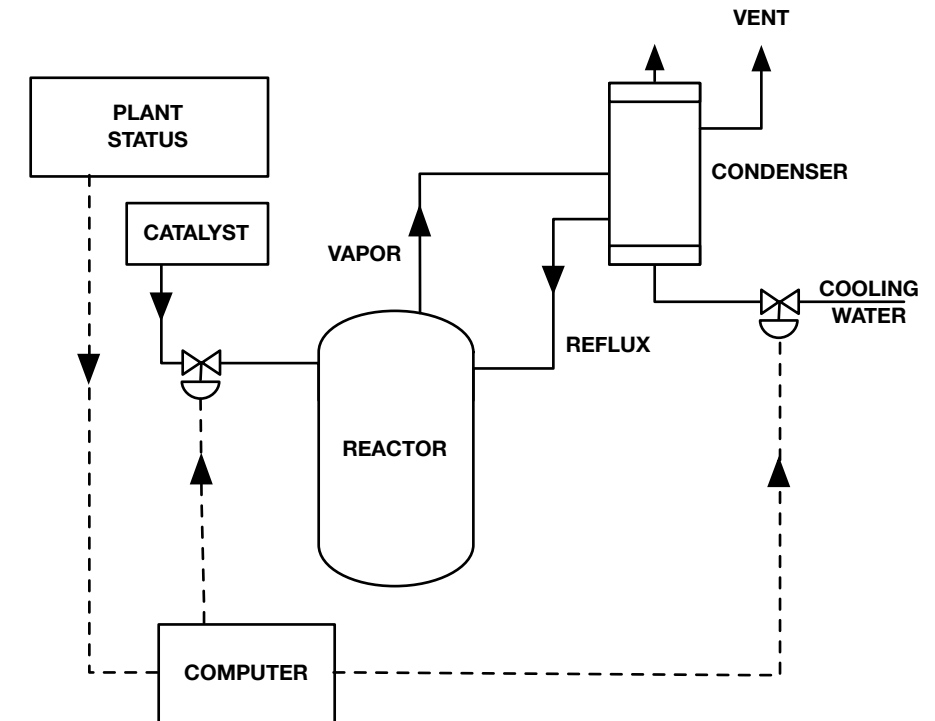 VENT
PLANT
STATUS
CONDENSER
CATALYST
VAPOR
COOLING
WATER
REFLUX
REACTOR
COMPUTER